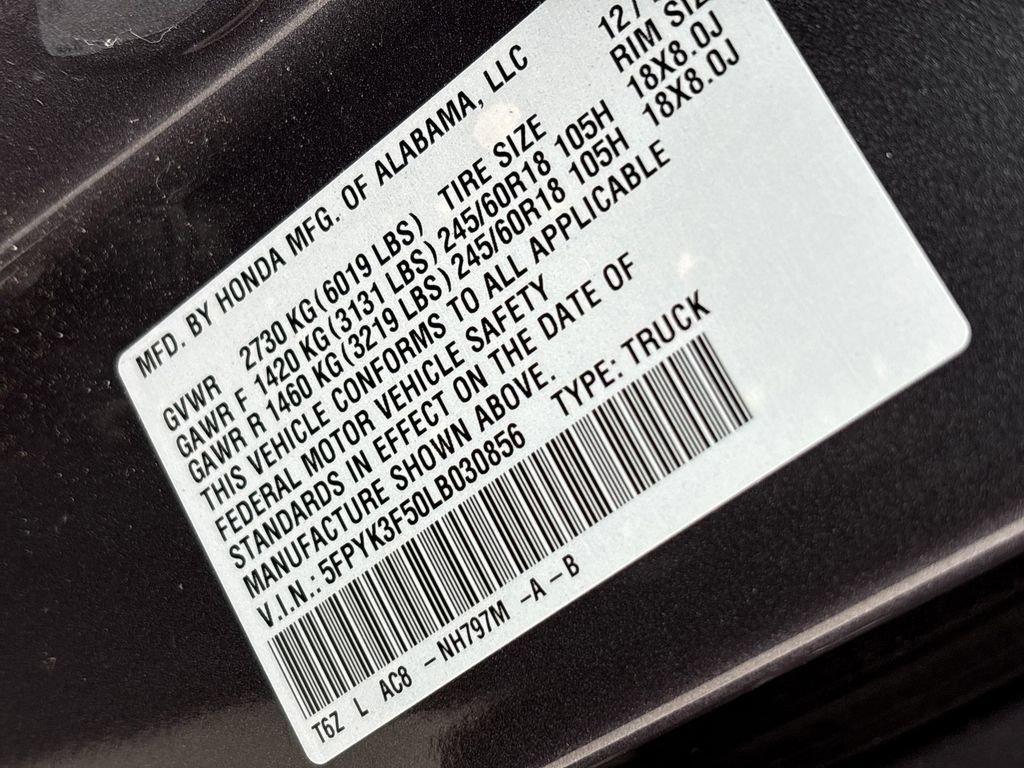 MFD. BY HONDA MFG. OF ALABAMA, LLC 12/
GVWR 2730 KG(6019 LBS) TIRE SIZE RIM SIZ
GAWR F 1420 KG(3131 LBS) 245/60R18 105H 18X8.0J
GAWR R 1460 KG(3219 LBS) 245/60R18 105H 18X8.0J
THIS VEHICLE CONFORMS TO ALL APPLICABLE
FEDERAL MOTOR VEHICLE SAFETY
STANDARDS IN EFFECT ON THE DATE OF
MANUFACTURE SHOWN ABOVE.
V.I.N.: 5FPYK3F50LB030856 TYPE: TRUCK
T6Z L AC8 -NH797M -A-B